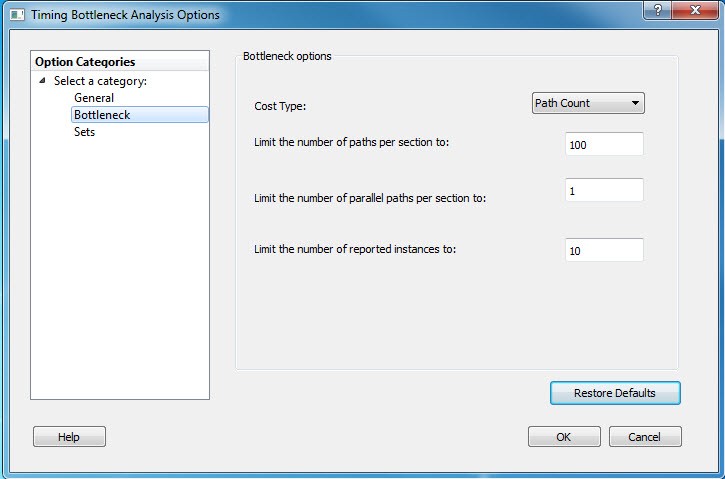 Timing Bottleneck Analysis Options
?
Option Categories
Select a category:
General
Bottleneck
Sets
Bottleneck options
Cost Type: Path Count
Limit the number of paths per section to: 100
Limit the number of parallel paths per section to: 1
Limit the number of reported instances to: 10
Restore Defaults
Help OK Cancel